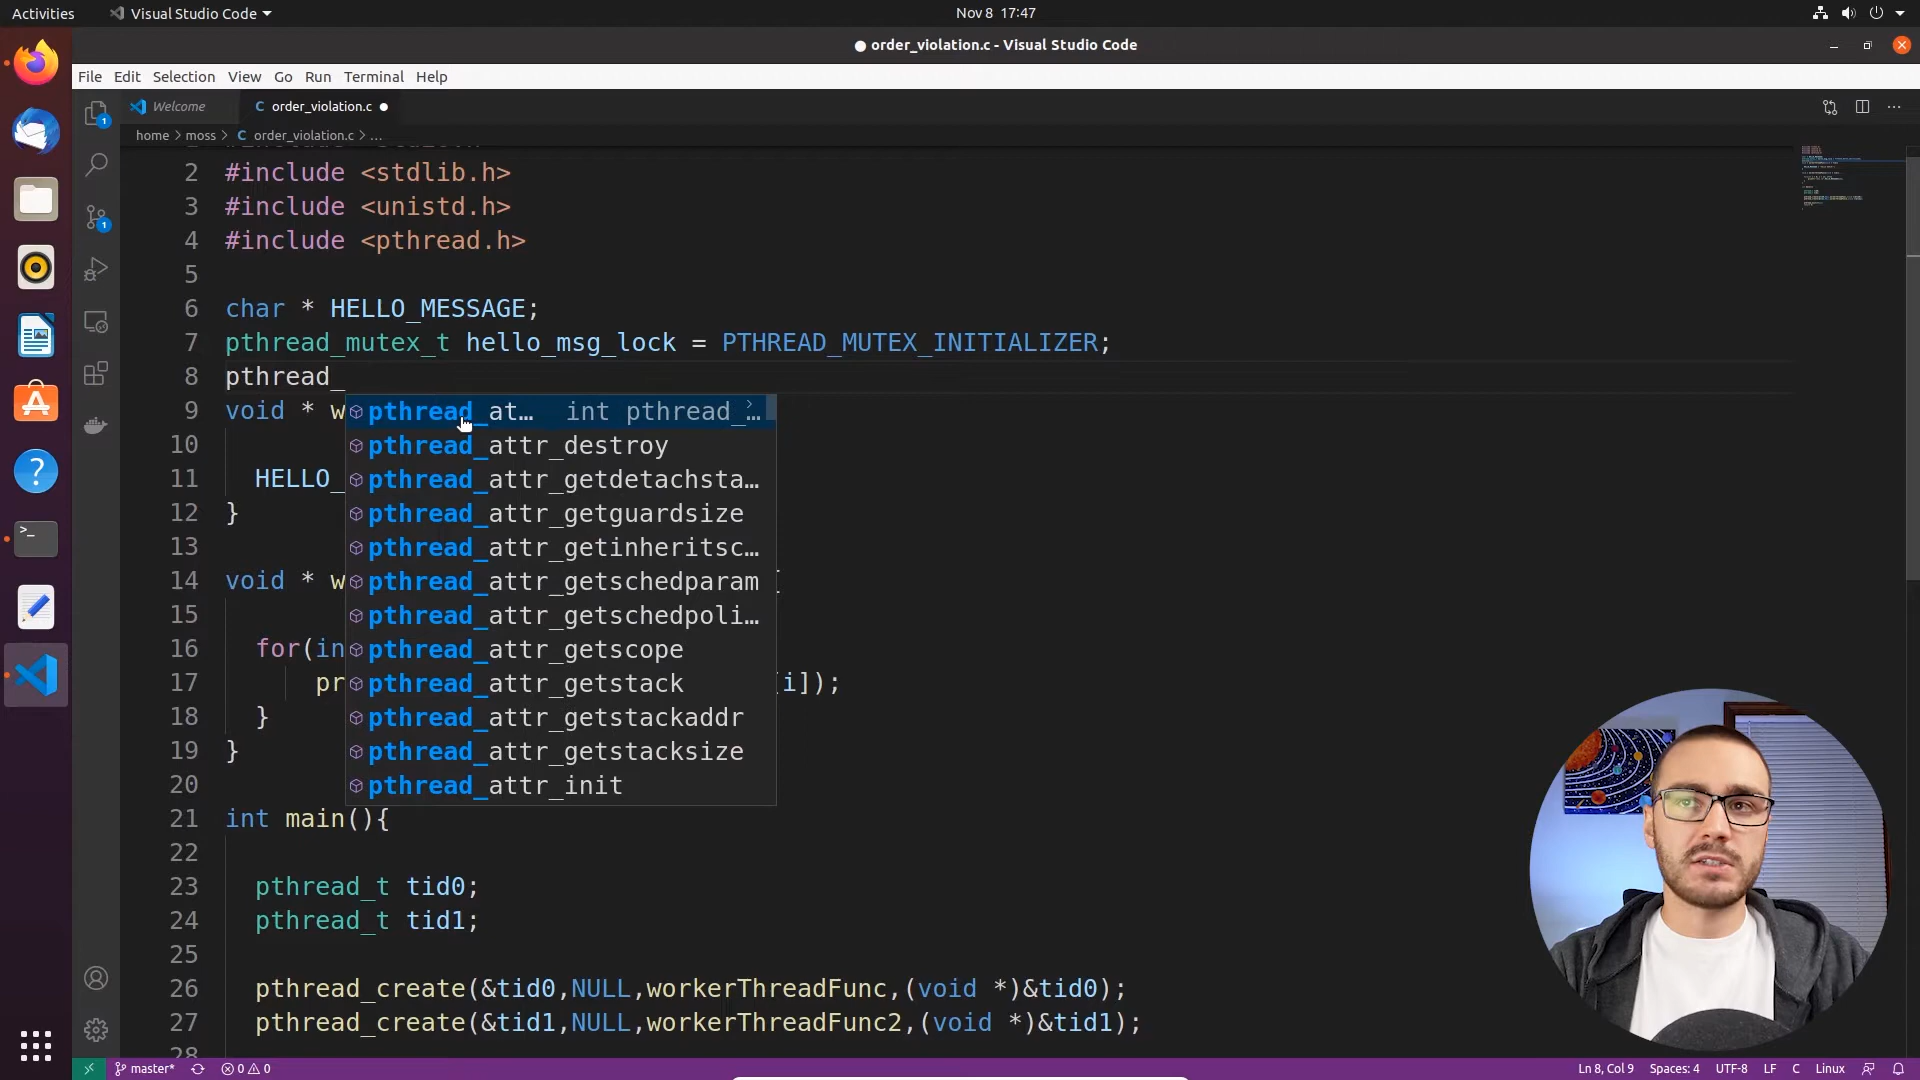 Activities
Visual Studio Code
Nov 8 17:47
● order_violation.c - Visual Studio Code
File Edit Selection View Go Run Terminal Help
Welcome
C order_violation.c ●
home > moss > C order_violation.c > ...
2 #include <stdlib.h>
3 #include <unistd.h>
4 #include <pthread.h>
5
6 char * HELLO_MESSAGE;
7 pthread_mutex_t hello_msg_lock = PTHREAD_MUTEX_INITIALIZER;
8 pthread_
9 void * w
pthread_at… int pthread_…
10
pthread_attr_destroy
11 HELLO_
pthread_attr_getdetachsta…
12 }
pthread_attr_getguardsize
13
pthread_attr_getinheritsc…
14 void * w
pthread_attr_getschedparam
15
pthread_attr_getschedpoli…
16 for(in
pthread_attr_getscope
17 pr
pthread_attr_getstack
[i]);
18 }
pthread_attr_getstackaddr
19 }
pthread_attr_getstacksize
20
pthread_attr_init
21 int main(){
22
23 pthread_t tid0;
24 pthread_t tid1;
25
26 pthread_create(&tid0,NULL,workerThreadFunc,(void *)&tid0);
27 pthread_create(&tid1,NULL,workerThreadFunc2,(void *)&tid1);
28
master* 0 0
Ln 8, Col 9 Spaces: 4 UTF-8 LF C Linux